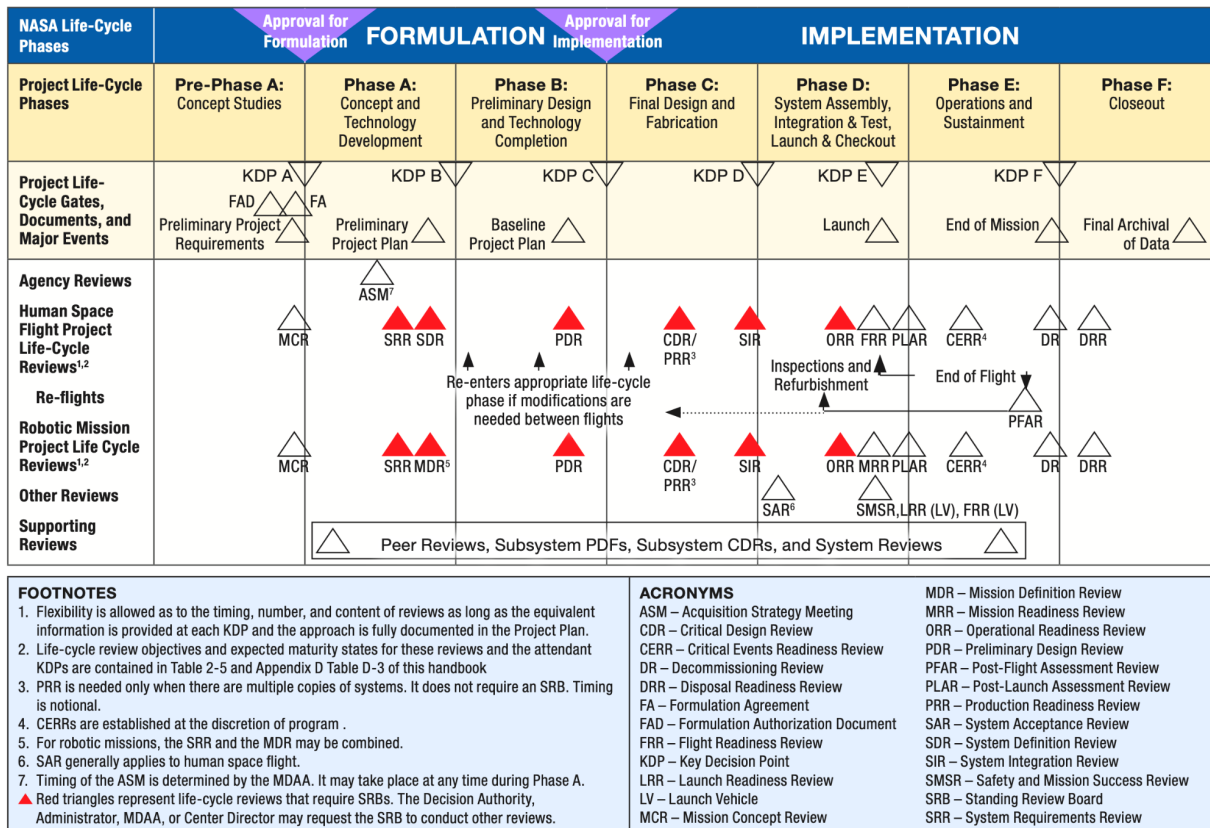 NASA Life-Cycle
Phases
Approval for
Formulation
FORMULATION
Approval for
Implementation
IMPLEMENTATION
Project Life-Cycle
Phases
Pre-Phase A:
Concept Studies
Phase A:
Concept and
Technology
Development
Phase B:
Preliminary Design
and Technology
Completion
Phase C:
Final Design and
Fabrication
Phase D:
System Assembly,
Integration & Test,
Launch & Checkout
Phase E:
Operations and
Sustainment
Phase F:
Closeout
Project Life-
Cycle Gates,
Documents, and
Major Events
KDP A
KDP B
KDP C
KDP D
KDP E
KDP F
FAD
FA
Preliminary Project
Requirements
Preliminary
Project Plan
Baseline
Project Plan
Launch
End of Mission
Final Archival
of Data
Agency Reviews
ASM7
Human Space
Flight Project
Life-Cycle
Reviews1,2
MCR
SRR
SDR
PDR
CDR/
PRR3
SIR
ORR
FRR
PLAR
CERR4
DR
DRR
Re-flights
Re-enters appropriate life-cycle
phase if modifications are
needed between flights
Inspections and
Refurbishment
End of Flight
PFAR
Robotic Mission
Project Life Cycle
Reviews1,2
MCR
SRR
MDR5
PDR
CDR/
PRR3
SIR
ORR
MRR
PLAR
CERR4
DR
DRR
Other Reviews
SAR6
SMSR,LRR (LV), FRR (LV)
Supporting
Reviews
Peer Reviews, Subsystem PDFs, Subsystem CDRs, and System Reviews
FOOTNOTES
1. Flexibility is allowed as to the timing, number, and content of reviews as long as the equivalent
information is provided at each KDP and the approach is fully documented in the Project Plan.
2. Life-cycle review objectives and expected maturity states for these reviews and the attendant
KDPs are contained in Table 2-5 and Appendix D Table D-3 of this handbook
3. PRR is needed only when there are multiple copies of systems. It does not require an SRB. Timing
is notional.
4. CERRs are established at the discretion of program .
5. For robotic missions, the SRR and the MDR may be combined.
6. SAR generally applies to human space flight.
7. Timing of the ASM is determined by the MDAA. It may take place at any time during Phase A.
Red triangles represent life-cycle reviews that require SRBs. The Decision Authority,
Administrator, MDAA, or Center Director may request the SRB to conduct other reviews.
ACRONYMS
ASM – Acquisition Strategy Meeting
CDR – Critical Design Review
CERR – Critical Events Readiness Review
DR – Decommissioning Review
DRR – Disposal Readiness Review
FA – Formulation Agreement
FAD – Formulation Authorization Document
FRR – Flight Readiness Review
KDP – Key Decision Point
LRR – Launch Readiness Review
LV – Launch Vehicle
MCR – Mission Concept Review
MDR – Mission Definition Review
MRR – Mission Readiness Review
ORR – Operational Readiness Review
PDR – Preliminary Design Review
PFAR – Post-Flight Assessment Review
PLAR – Post-Launch Assessment Review
PRR – Production Readiness Review
SAR – System Acceptance Review
SDR – System Definition Review
SIR – System Integration Review
SMSR – Safety and Mission Success Review
SRB – Standing Review Board
SRR – System Requirements Review